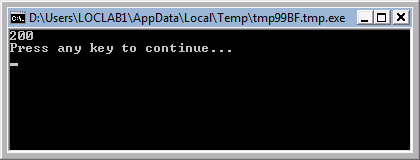 D:\Users\LOCLAB1\AppData\Local\Temp\tmp99BF.tmp.exe
200
Press any key to continue...